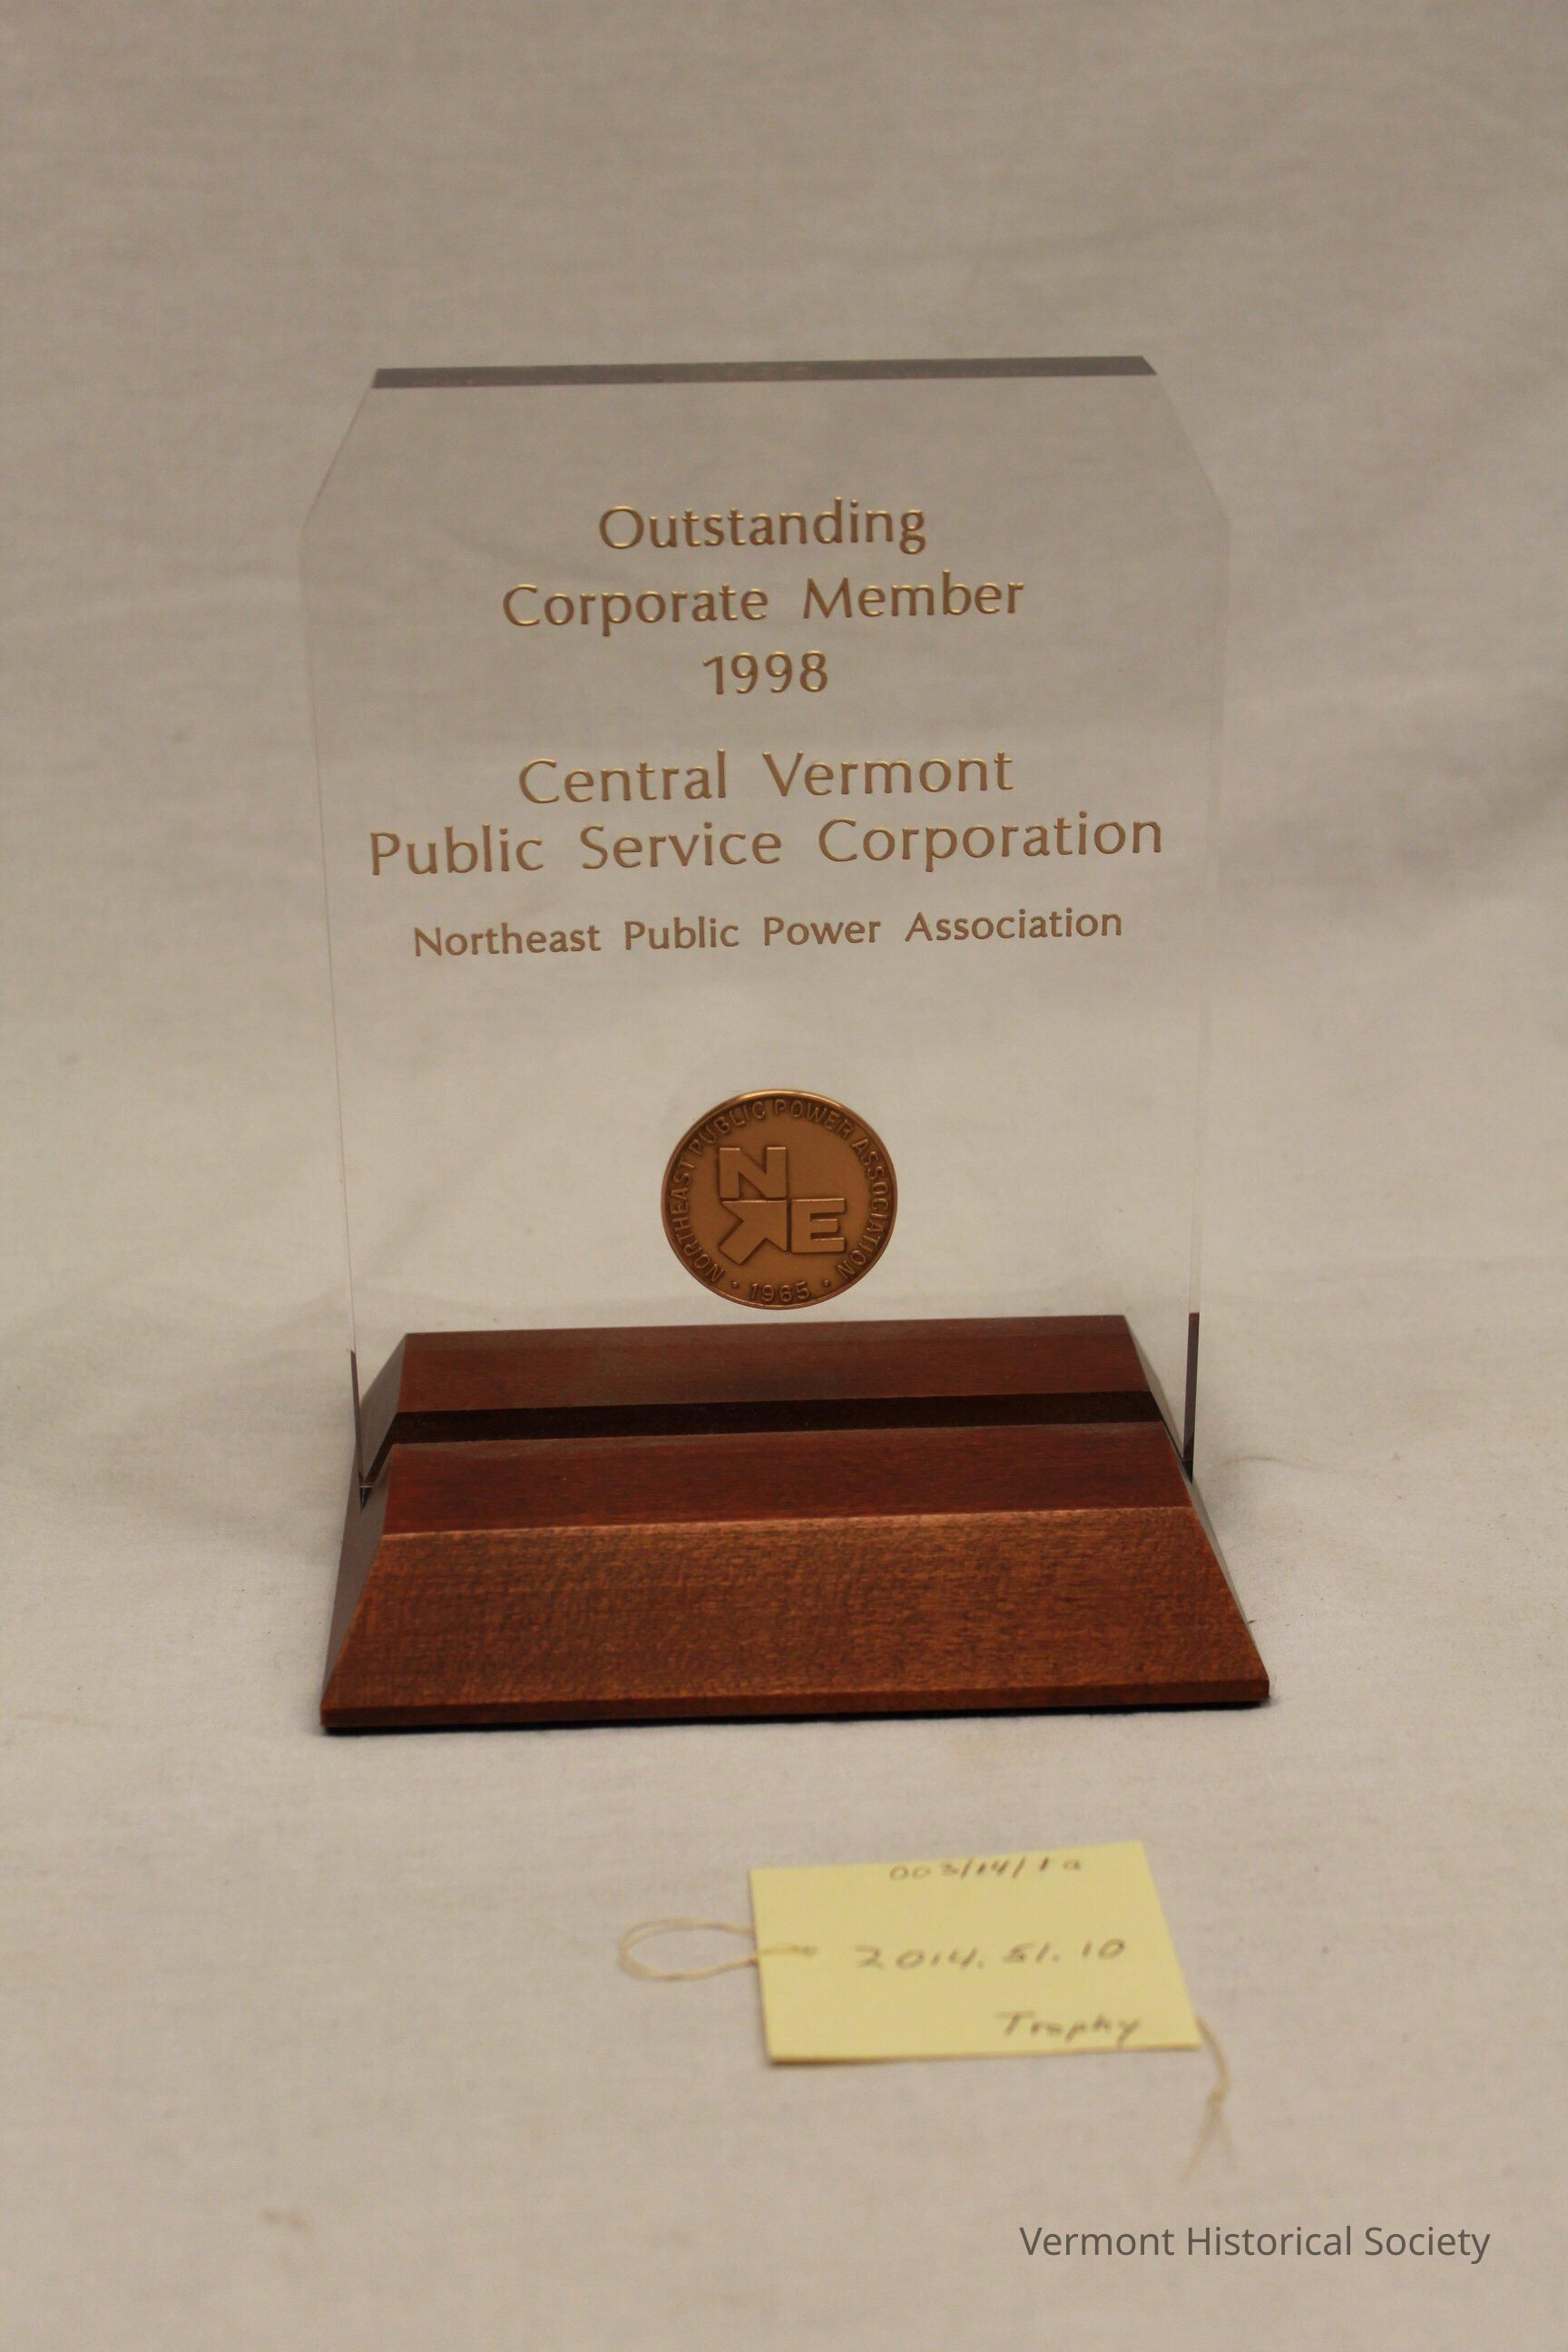 Outstanding
Corporate Member
1998
Central Vermont
Public Service Corporation
Northeast Public Power Association
NORTHEAST PUBLIC POWER ASSOCIATION
N
E
• 1965 •
003/14/1a
2014.51.10
Trophy
Vermont Historical Society